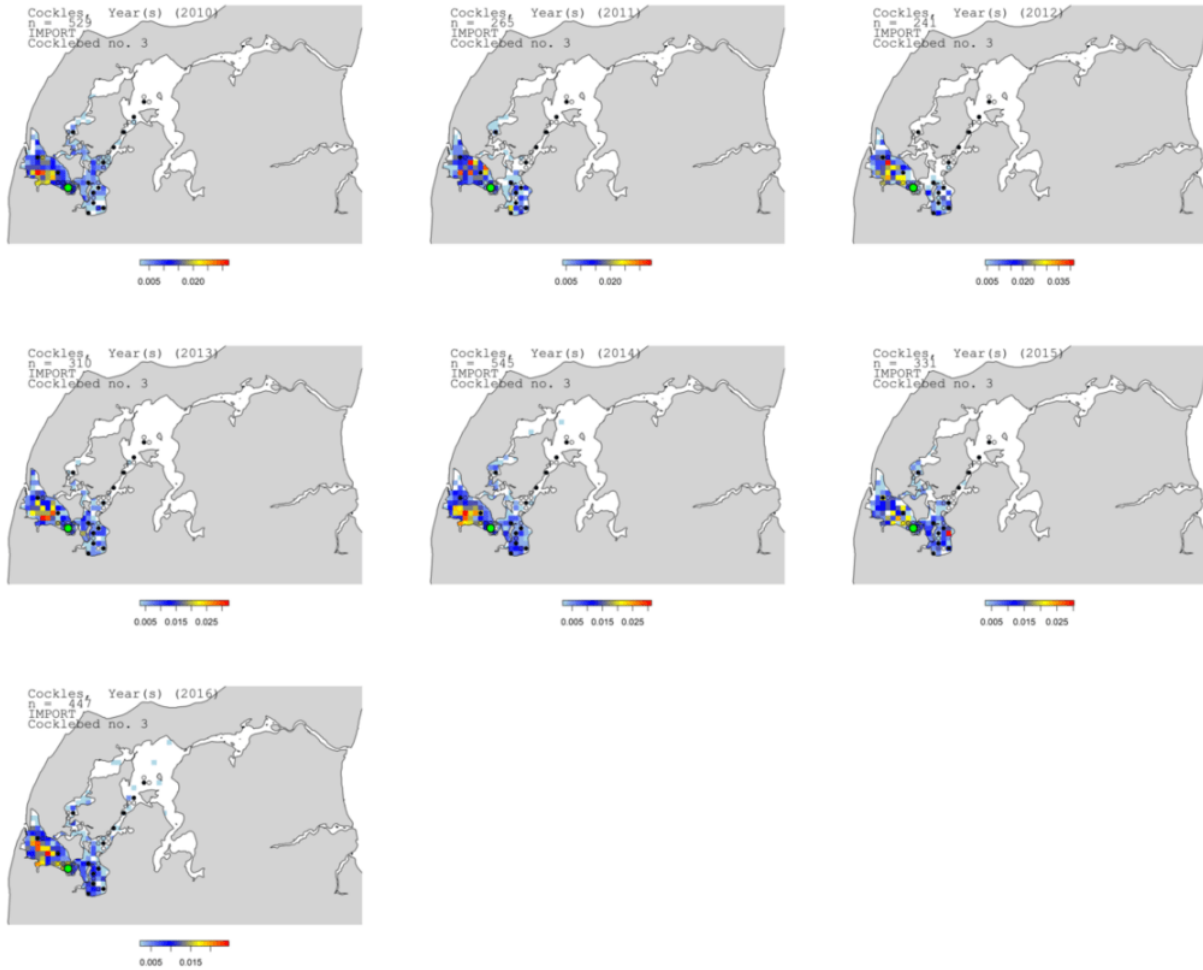 Cockles, Year(s) (2010)
n = 529
IMPORT
Cocklebed no. 3
0.005 0.020
Cockles, Year(s) (2011)
n = 265
IMPORT
Cocklebed no. 3
0.005 0.020
Cockles, Year(s) (2012)
n = 241
IMPORT
Cocklebed no. 3
0.005 0.020 0.035
Cockles, Year(s) (2013)
n = 310
IMPORT
Cocklebed no. 3
0.005 0.015 0.025
Cockles, Year(s) (2014)
n = 545
IMPORT
Cocklebed no. 3
0.005 0.015 0.025
Cockles, Year(s) (2015)
n = 331
IMPORT
Cocklebed no. 3
0.005 0.015 0.025
Cockles, Year(s) (2016)
n = 447
IMPORT
Cocklebed no. 3
0.005 0.015